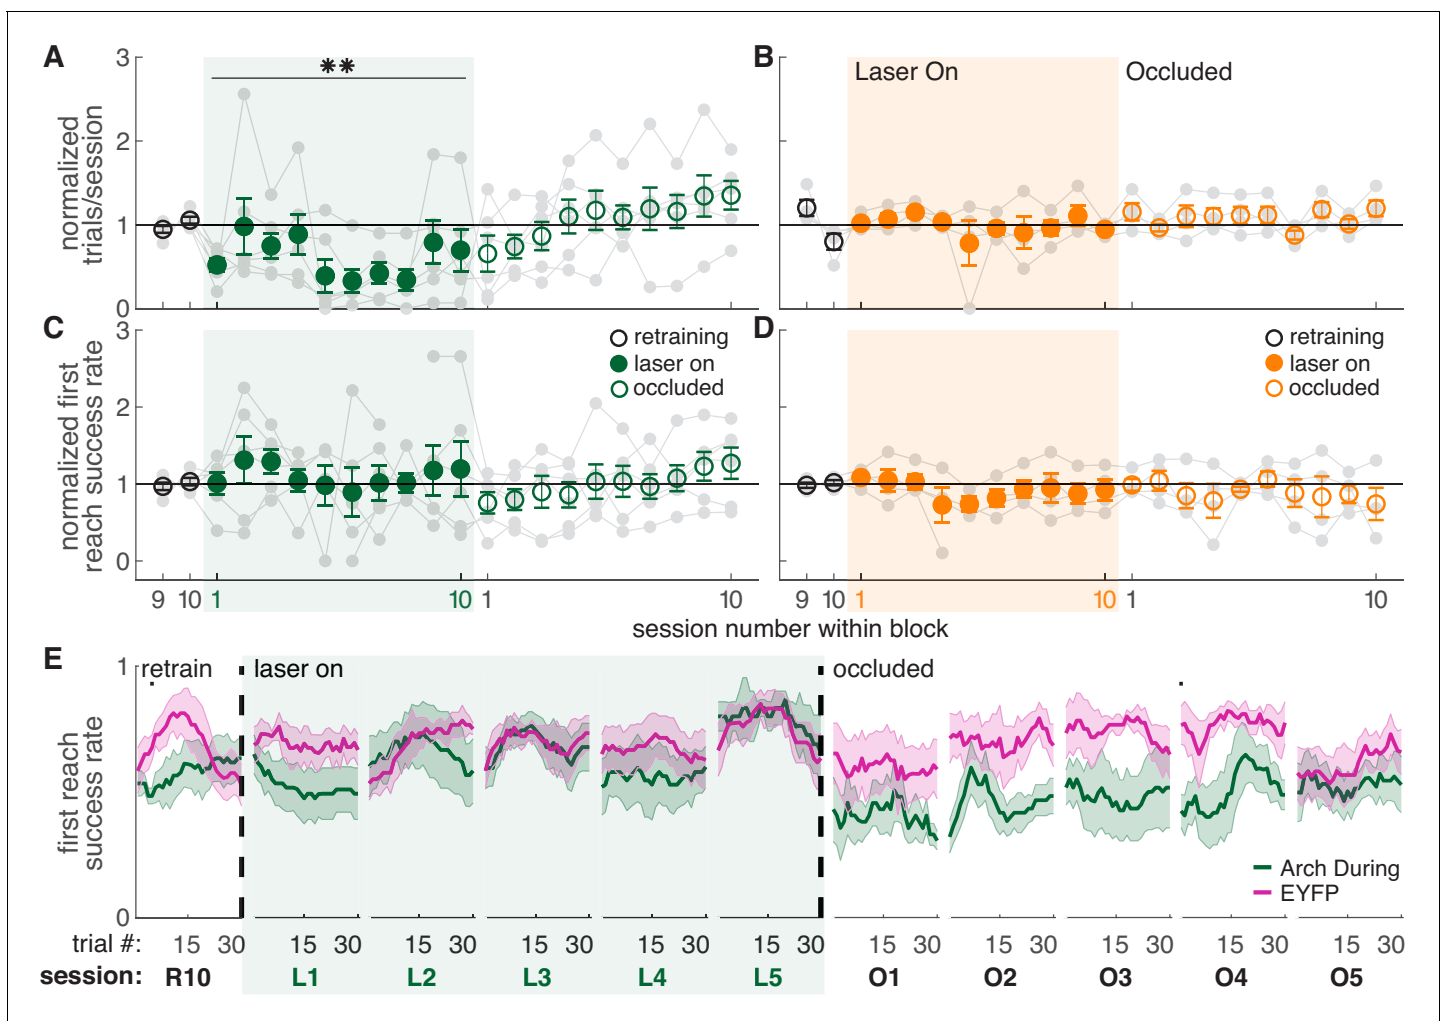 A
B
3
2
1
0
normalized
trials/session
**
Laser On
Occluded
C
D
3
2
1
0
normalized first
reach success rate
retraining
laser on
occluded
retraining
laser on
occluded
9 10 1 10 1 10
9 10 1 10 1 10
session number within block
E
1
0
first reach
success rate
retrain
laser on
occluded
Arch During
EYFP
trial #: 15 30 15 30 15 30 15 30 15 30 15 30 15 30 15 30 15 30 15 30 15 30
session: R10 L1 L2 L3 L4 L5 O1 O2 O3 O4 O5